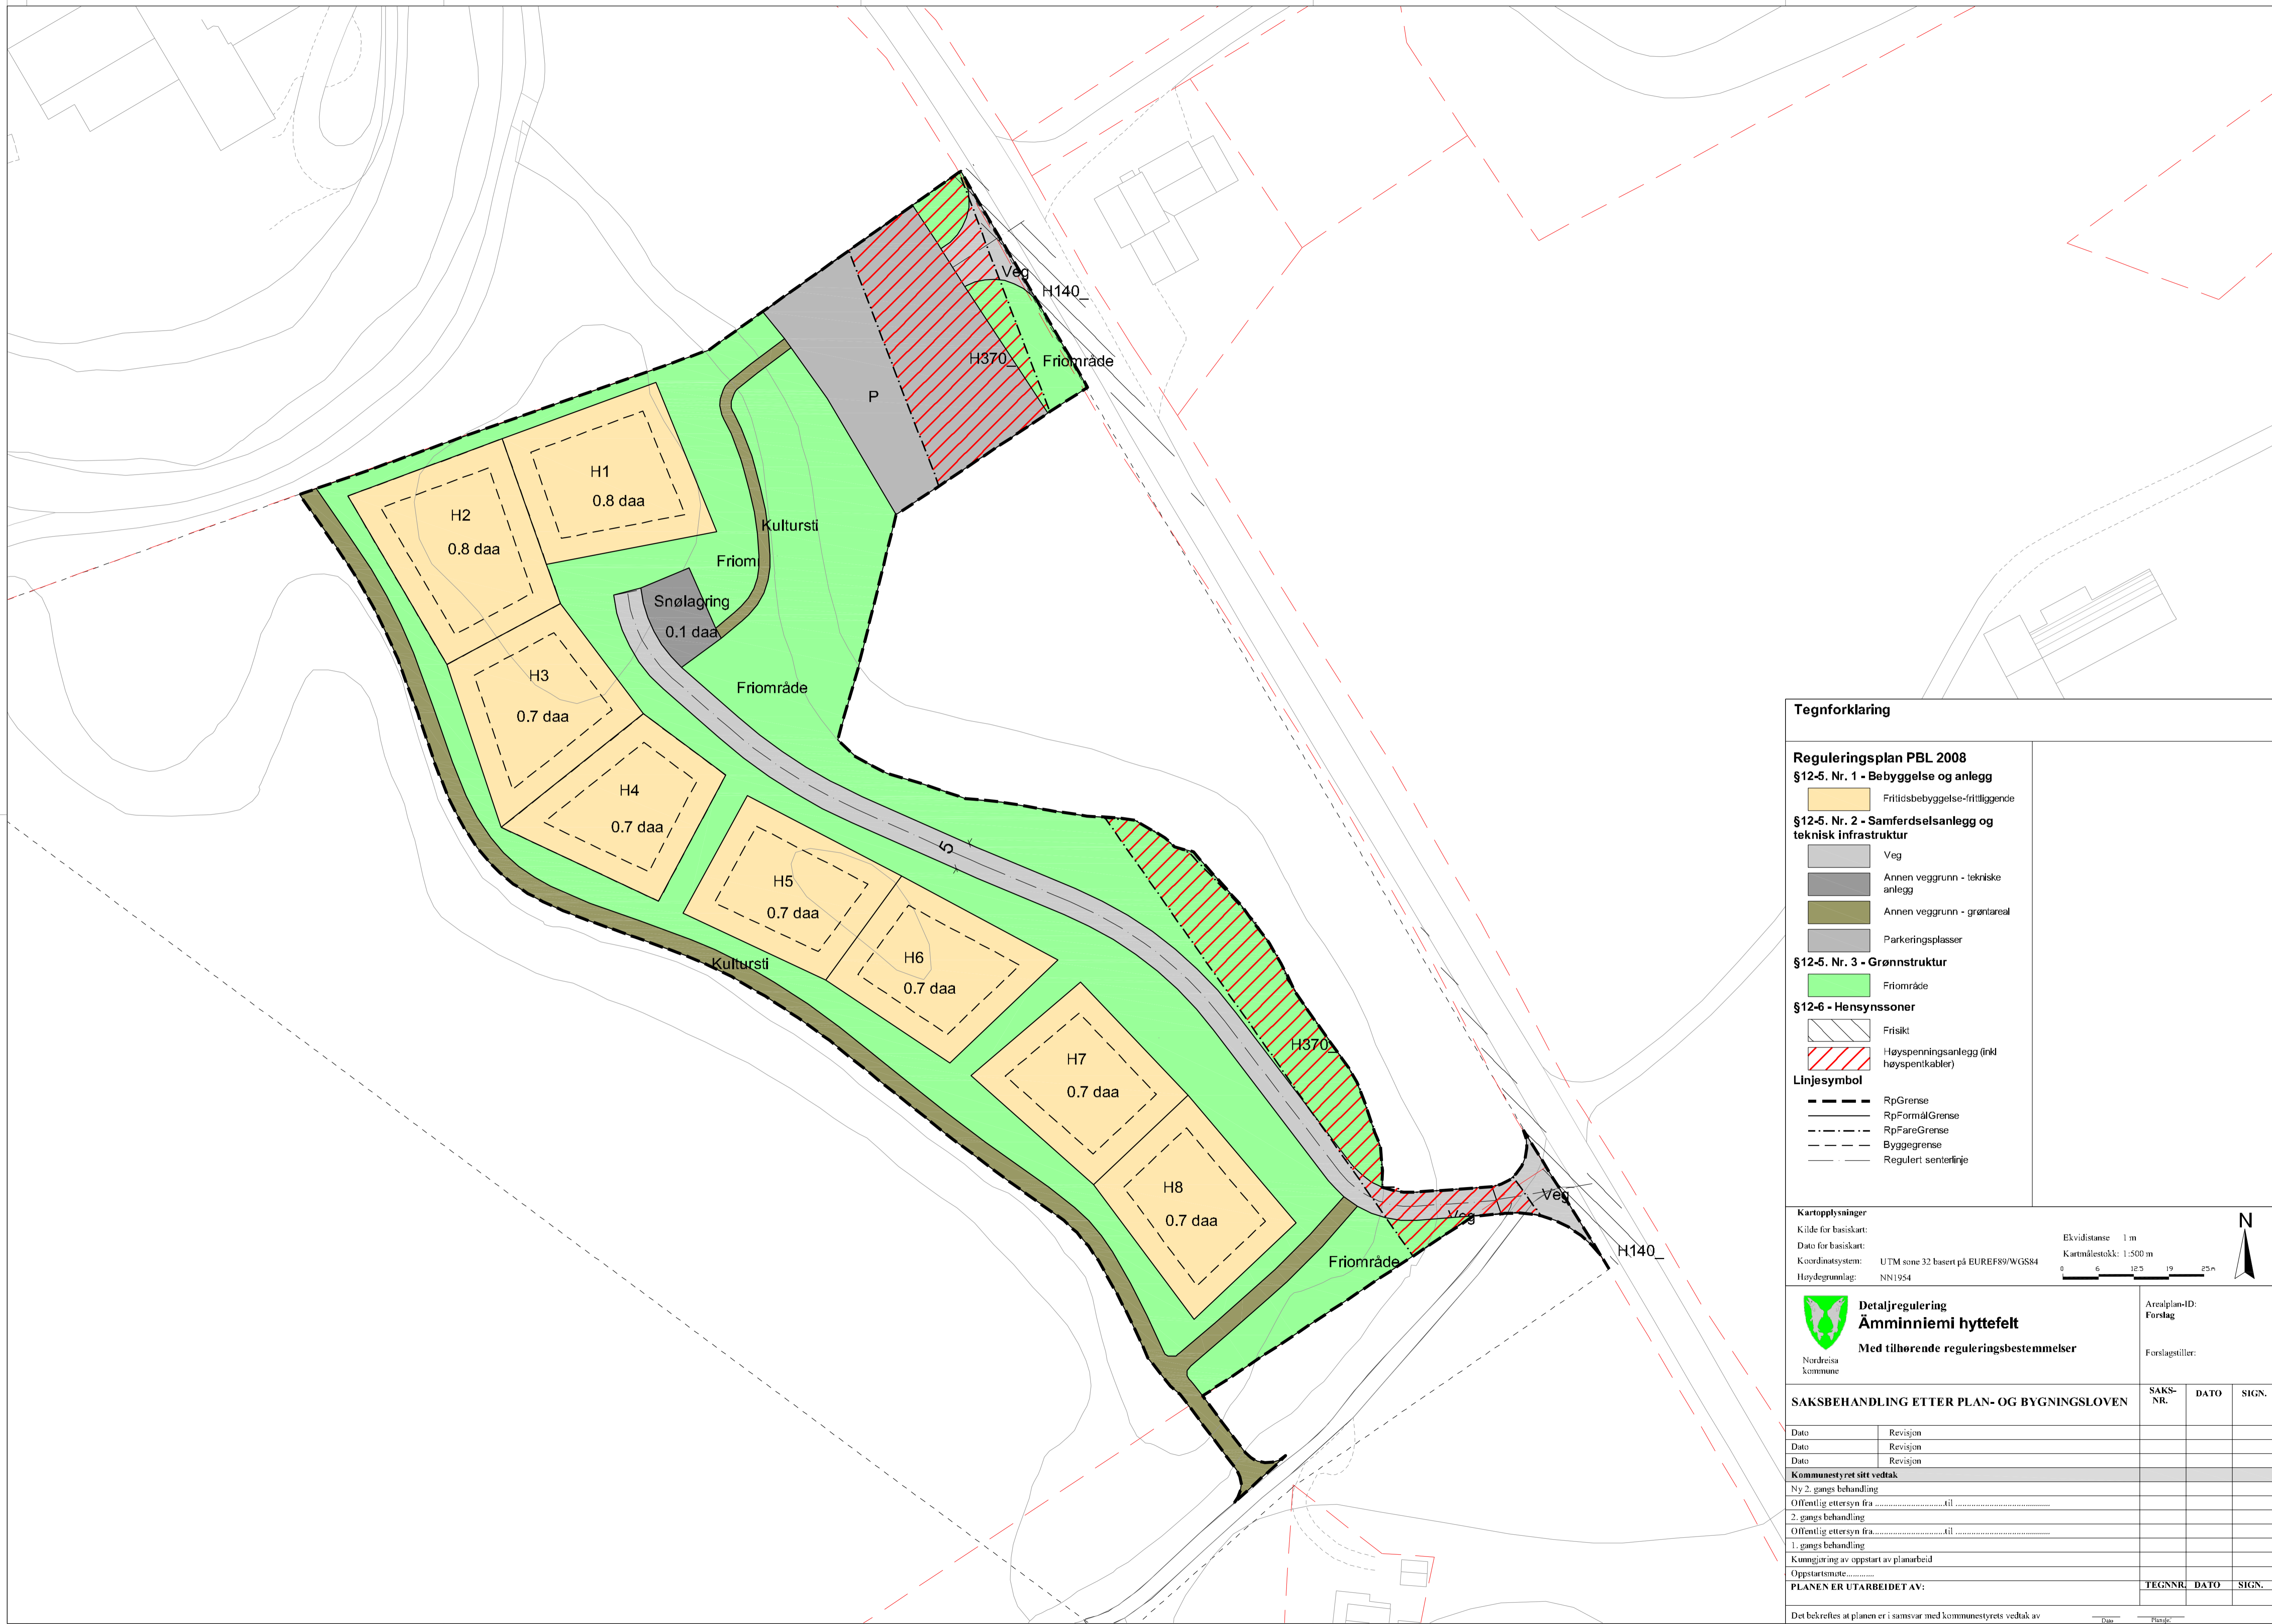 Veg
H140_
H370_
Friområde
P
H1
0.8 daa
H2
0.8 daa
Kultursti
Friom
Snølagring
0.1 daa
H3
0.7 daa
Friområde
H4
0.7 daa
5
H5
0.7 daa
H6
0.7 daa
Kultursti
H370_
H7
0.7 daa
H8
0.7 daa
Veg
Veg
H140_
Friområde
Tegnforklaring
Reguleringsplan PBL 2008
§12-5. Nr. 1 - Bebyggelse og anlegg
Fritidsbebyggelse-frittliggende
§12-5. Nr. 2 - Samferdselsanlegg og
teknisk infrastruktur
Veg
Annen veggrunn - tekniske
anlegg
Annen veggrunn - grøntareal
Parkeringsplasser
§12-5. Nr. 3 - Grønnstruktur
Friområde
§12-6 - Hensynssoner
Frisikt
Høyspenningsanlegg (inkl
høyspentkabler)
Linjesymbol
RpGrense
RpFormålGrense
RpFareGrense
Byggegrense
Regulert senterlinje
Kartopplysninger
Kilde for basiskart:
Dato for basiskart:
Koordinatsystem: UTM sone 32 basert på EUREF89/WGS84
Høydegrunnlag: NN1954
Ekvidistanse 1 m
Kartmålestokk: 1:500 m
0 6 12.5 19 25m
N
Nordreisa
kommune
Detaljregulering
Ämminniemi hyttefelt
Med tilhørende reguleringsbestemmelser
Arealplan-ID:
Forslag
Forslagstiller:
SAKSBEHANDLING ETTER PLAN- OG BYGNINGSLOVEN SAKS-
NR. DATO SIGN.
Dato Revisjon
Dato Revisjon
Dato Revisjon
Kommunestyret sitt vedtak
Ny 2. gangs behandling
Offentlig ettersyn fra ..............................til ........................................
2. gangs behandling
Offentlig ettersyn fra..............................til ........................................
1. gangs behandling
Kunngjøring av oppstart av planarbeid
Oppstartsmøte............
PLANEN ER UTARBEIDET AV: TEGNNR. DATO SIGN.
Det bekreftes at planen er i samsvar med kommunestyrets vedtak av
Dato Plansjef